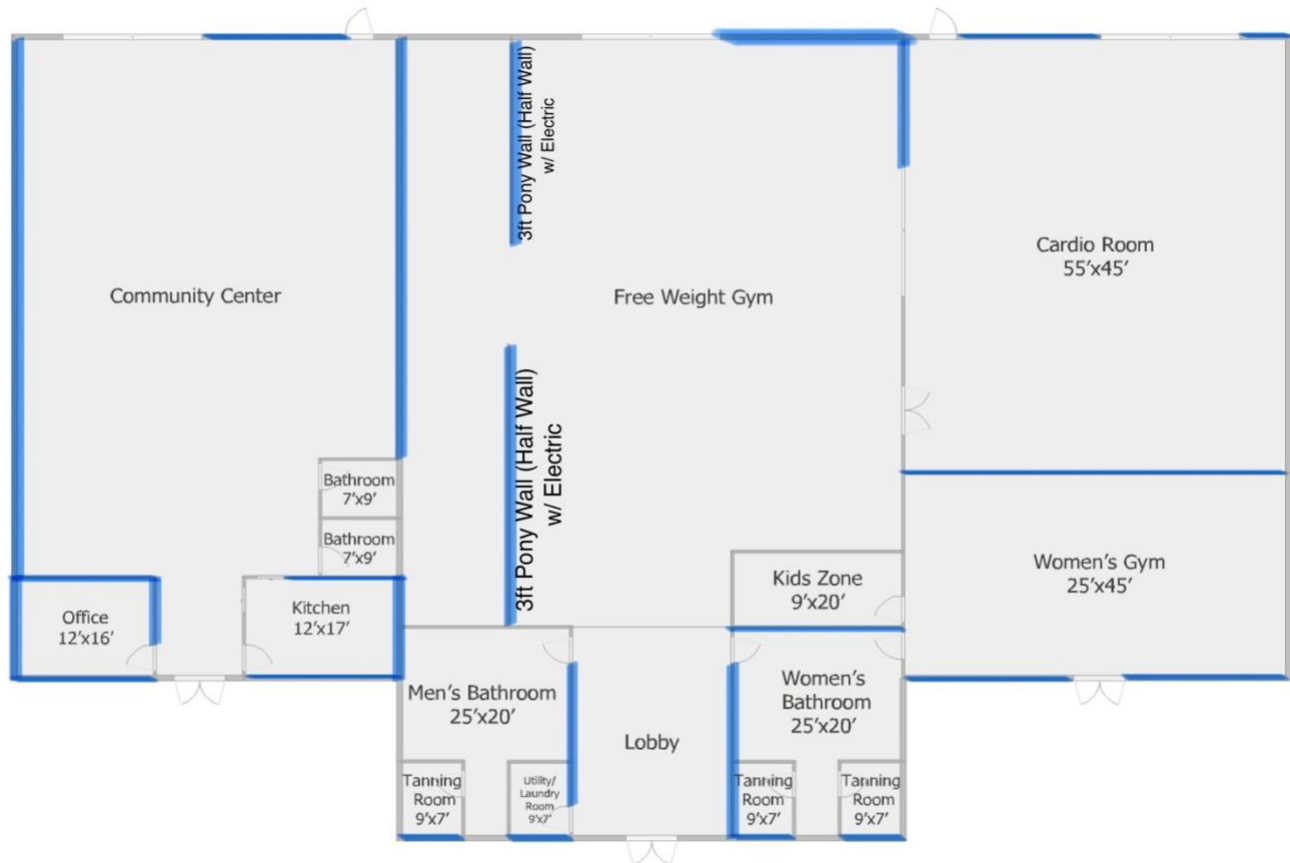 3ft Pony Wall (Half Wall)
w/ Electric
Cardio Room
55'x45'
Community Center
Free Weight Gym
3ft Pony Wall (Half Wall)
w/ Electric
Bathroom
7'x9'
Bathroom
7'x9'
Women's Gym
25'x45'
Kids Zone
9'x20'
Office
12'x16'
Kitchen
12'x17'
Men's Bathroom
25'x20'
Women's
Bathroom
25'x20'
Lobby
Tanning
Room
9'x7'
Utility/
Laundry
Room
9'x7'
Tanning
Room
9'x7'
Tanning
Room
9'x7'